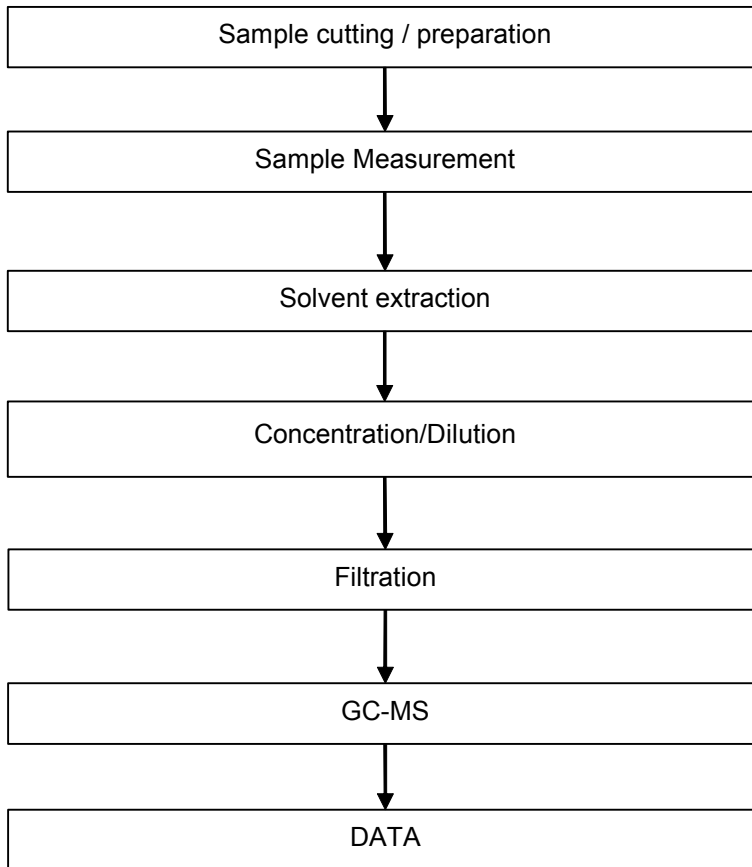 Sample cutting / preparation
Sample Measurement
Solvent extraction
Concentration/Dilution
Filtration
GC-MS
DATA